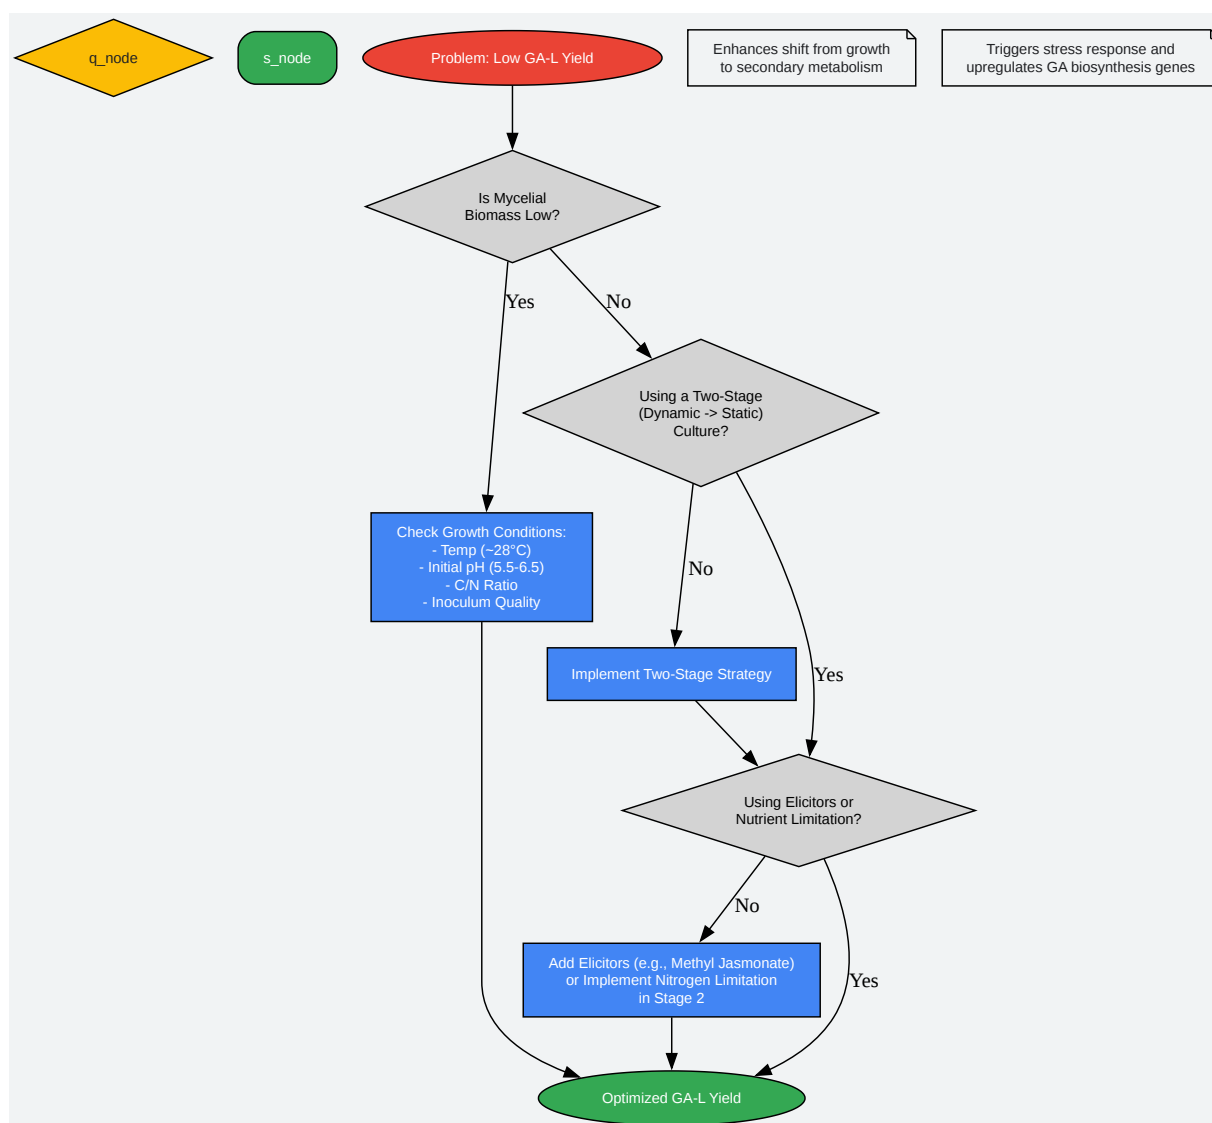 q_node
s_node
Problem: Low GA-L Yield
Enhances shift from growth
to secondary metabolism
Triggers stress response and
upregulates GA biosynthesis genes
Is Mycelial
Biomass Low?
Yes
No
Using a Two-Stage
(Dynamic -> Static)
Culture?
Check Growth Conditions:
- Temp (~28°C)
- Initial pH (5.5-6.5)
- C/N Ratio
- Inoculum Quality
No
Implement Two-Stage Strategy
Yes
Using Elicitors or
Nutrient Limitation?
No
Add Elicitors (e.g., Methyl Jasmonate)
or Implement Nitrogen Limitation
in Stage 2
Yes
Optimized GA-L Yield